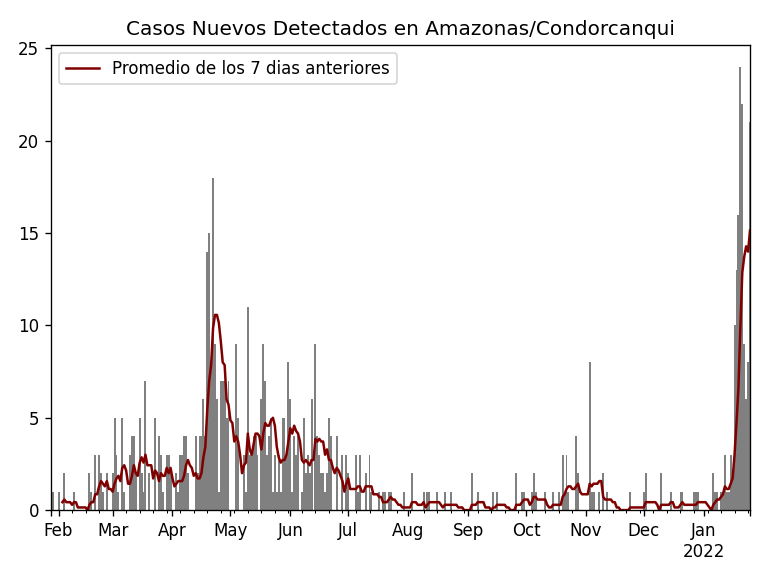 Casos Nuevos Detectados en Amazonas/Condorcanqui
Promedio de los 7 dias anteriores
25
20
15
10
5
0
Feb Mar Apr May Jun Jul Aug Sep Oct Nov Dec Jan
2022